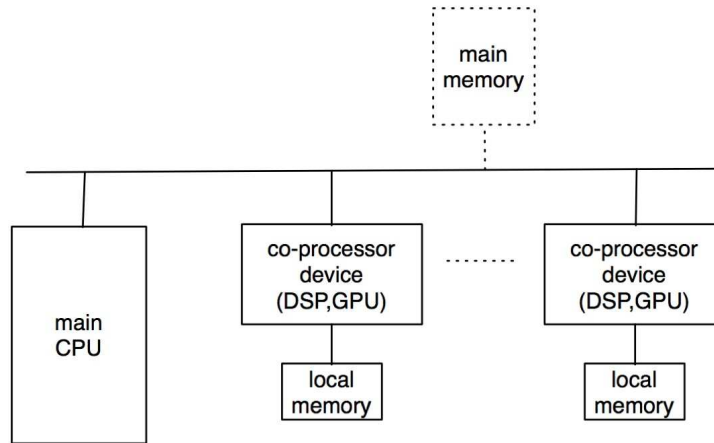 main
memory
main
CPU
co-processor
device
(DSP,GPU)
local
memory
co-processor
device
(DSP,GPU)
local
memory